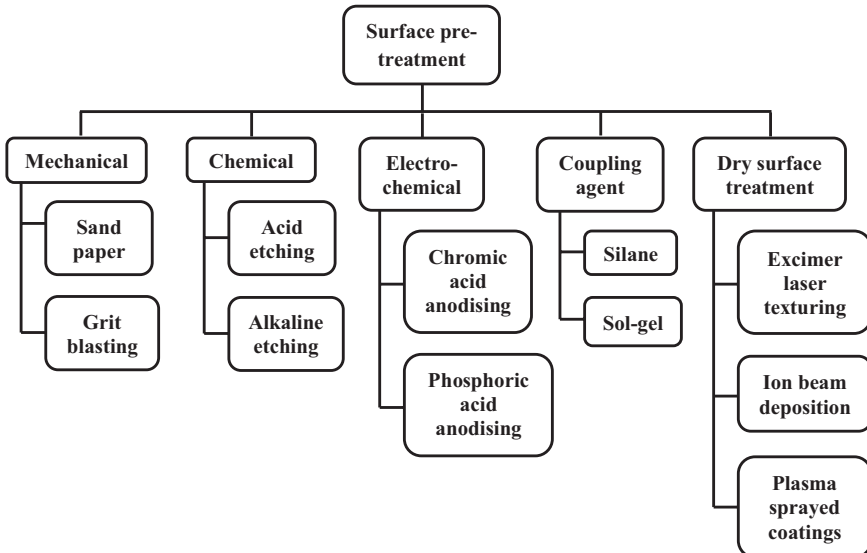 Surface pre-
treatment
Mechanical
Sand
paper
Grit
blasting
Chemical
Acid
etching
Alkaline
etching
Electro-
chemical
Chromic
acid
anodising
Phosphoric
acid
anodising
Coupling
agent
Silane
Sol-gel
Dry surface
treatment
Excimer
laser
texturing
Ion beam
deposition
Plasma
sprayed
coatings